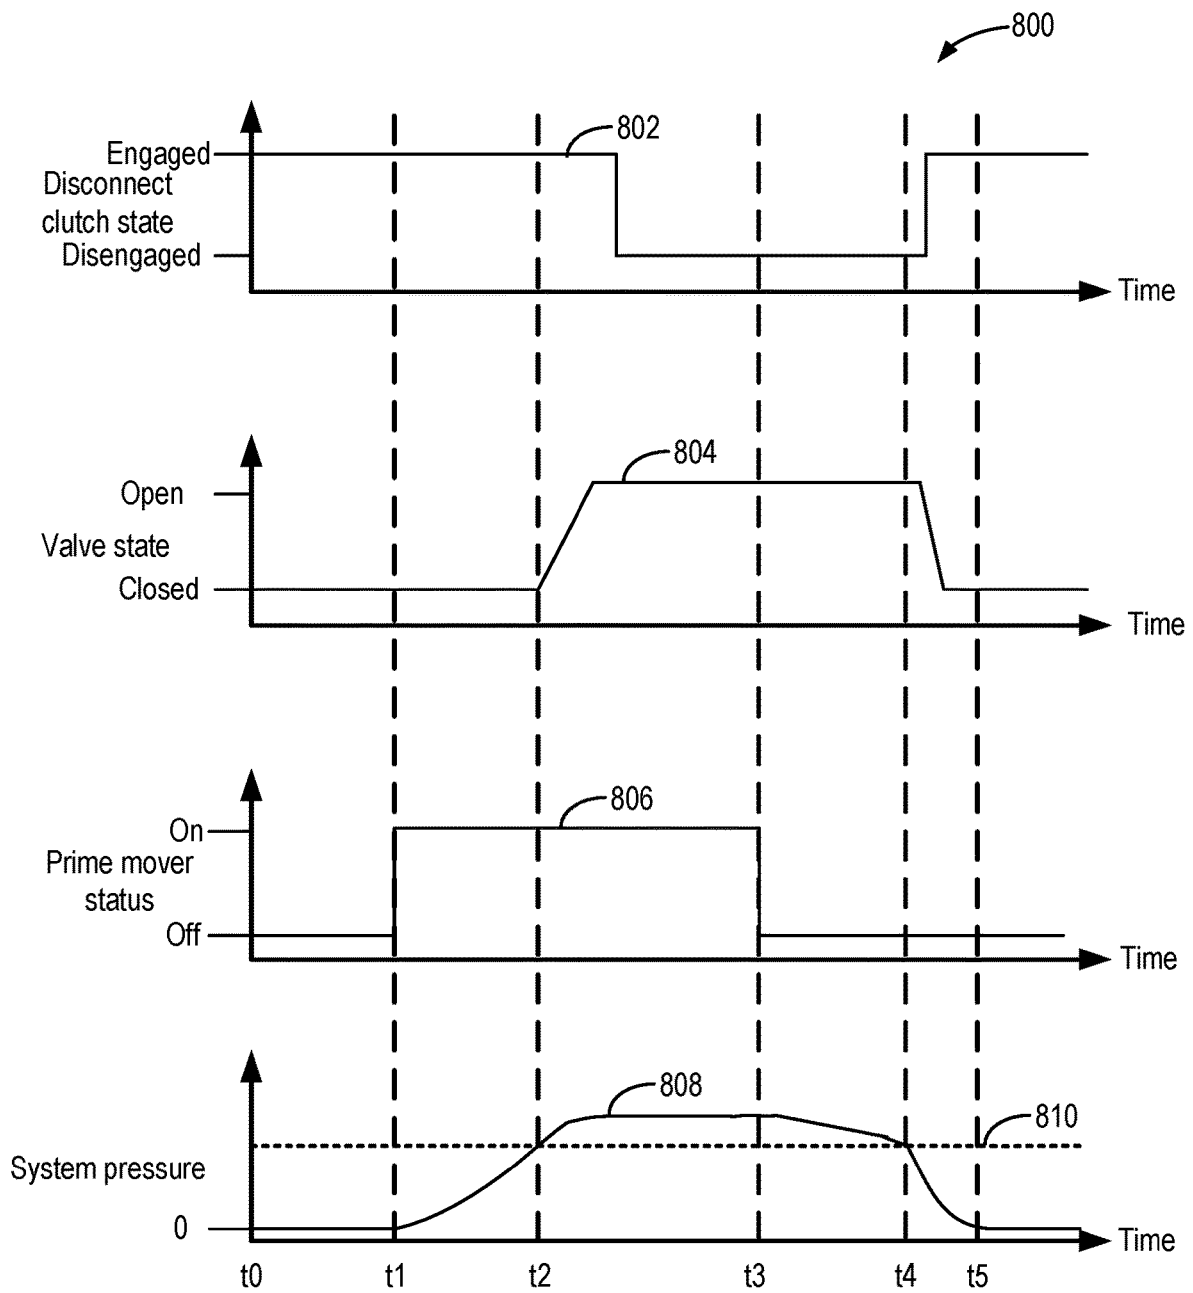 800
802
Engaged
Disconnect
clutch state
Disengaged
Time
804
Open
Valve state
Closed
Time
806
On
Prime mover
status
Off
Time
808
810
System pressure
0
Time
t0 t1 t2 t3 t4 t5